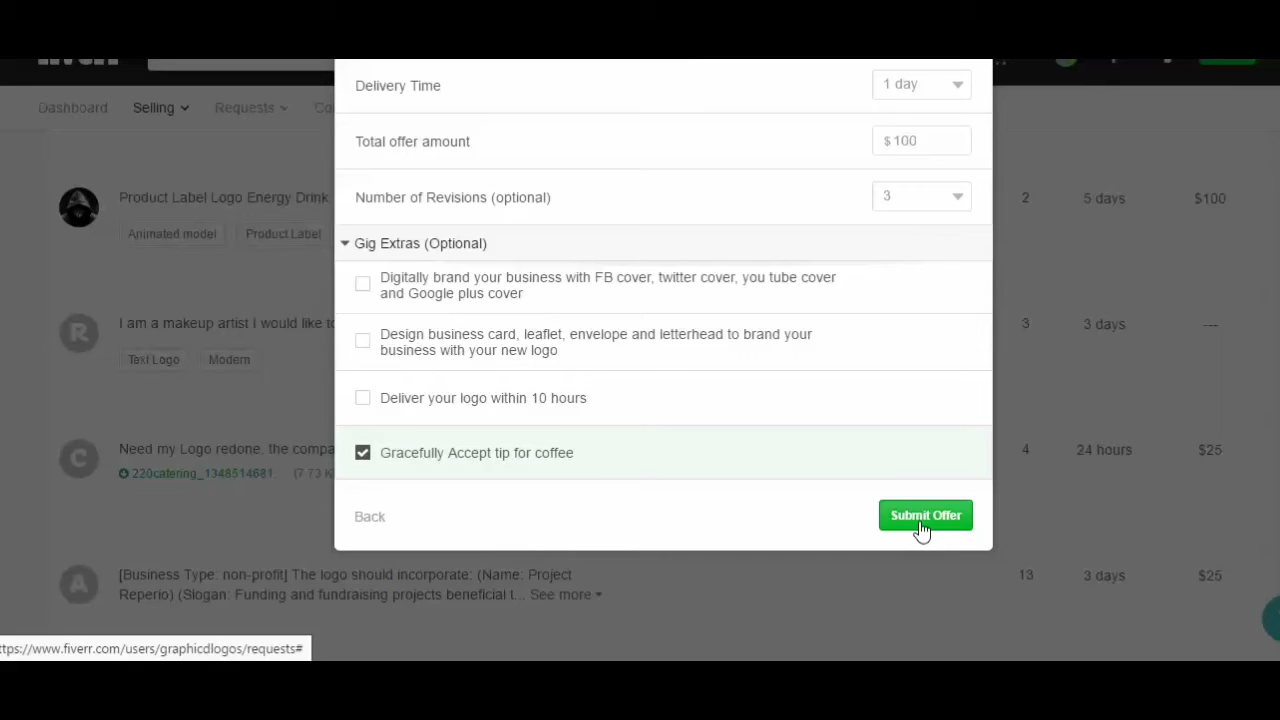 Delivery Time
1 day
Dashboard
Selling
Requests
Total offer amount
$ 100
Product Label Logo Energy Drink
Number of Revisions (optional)
3
2
5 days
$100
Animated model
Product Label
Gig Extras (Optional)
Digitally brand your business with FB cover, twitter cover, you tube cover
and Google plus cover
I am a makeup artist I would like to
Design business card, leaflet, envelope and letterhead to brand your
business with your new logo
3
3 days
---
Text Logo
Modern
Deliver your logo within 10 hours
Need my Logo redone. the compa
Gracefully Accept tip for coffee
4
24 hours
$25
220catering_1348514681.
(7.73 K
Back
Submit Offer
[Business Type: non-profit] The logo should incorporate: (Name: Project
Reperio) (Slogan: Funding and fundraising projects beneficial t... See more
13
3 days
$25
R
C
A
ttps://www.fiverr.com/users/graphicdlogos/requests#